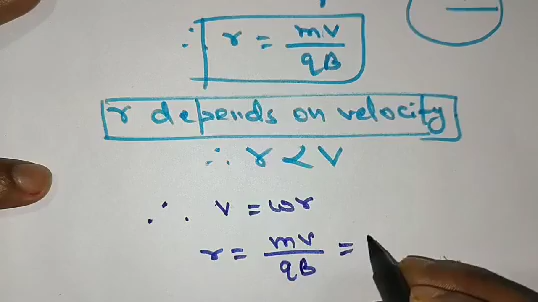 ∴ r = mv/qB
r depends on velocity
∴ r < V
∴ v = ωr
r = mv/qB =